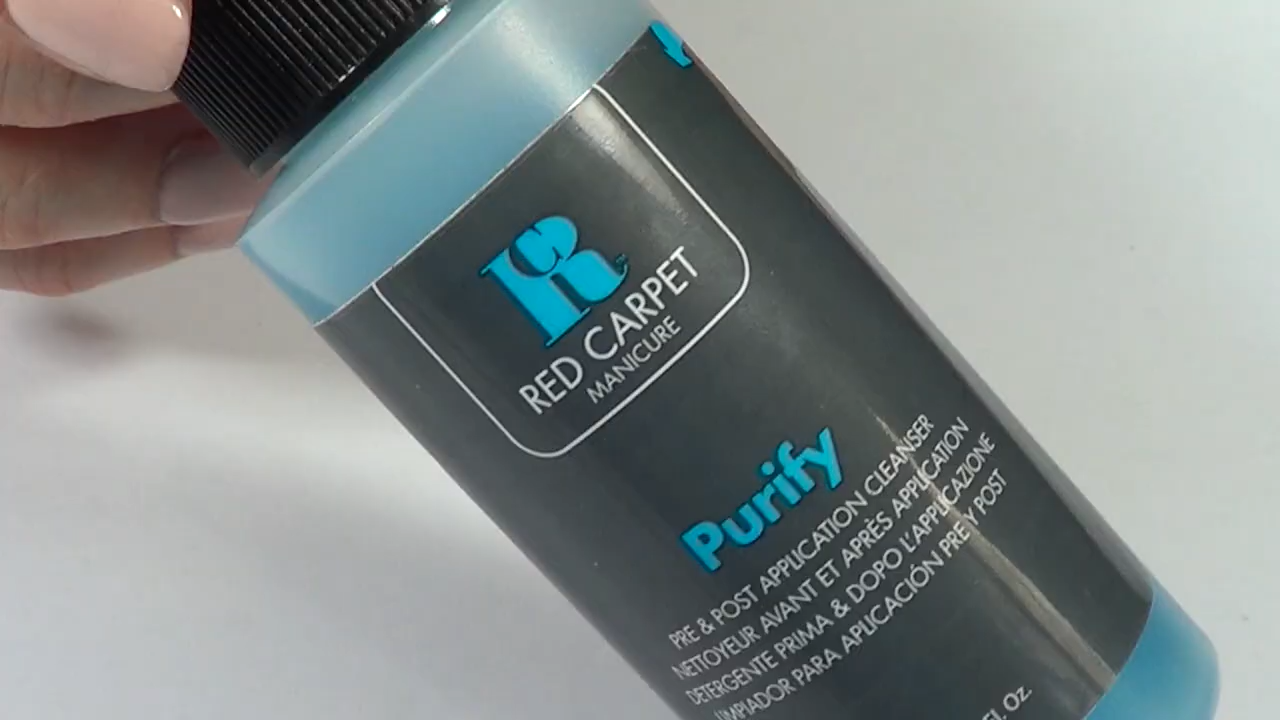 R
RED CARPET
MANICURE
Purify
PRE & POST APPLICATION CLEANSER
NETTOYEUR AVANT ET APRÈS APPLICATION
DETERGENTE PRIMA & DOPO L'APPLICAZIONE
LIMPIADOR PARA APLICACIÓN PRE Y POST
Fl. Oz.